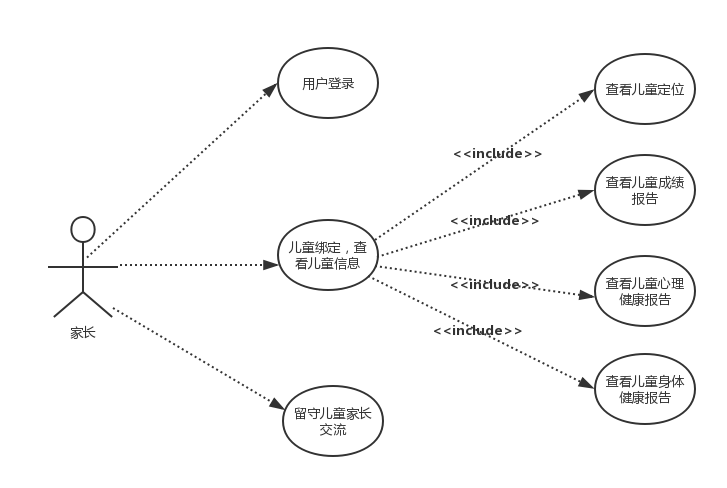 用户登录
查看儿童定位
<<include>>
查看儿童成绩
报告
<<include>>
儿童绑定，查
看儿童信息
<<include>>
查看儿童心理
健康报告
<<include>>
家长
查看儿童身体
健康报告
留守儿童家长
交流